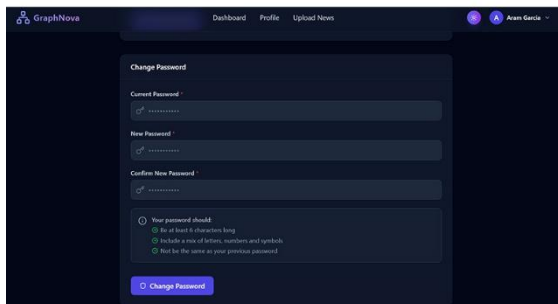 GraphNova
Dashboard Profile Upload News
A Aram Garcia
Change Password
Current Password *
New Password *
Confirm New Password *
Your password should:
Be at least 6 characters long
Include a mix of letters, numbers and symbols
Not be the same as your previous password
Change Password